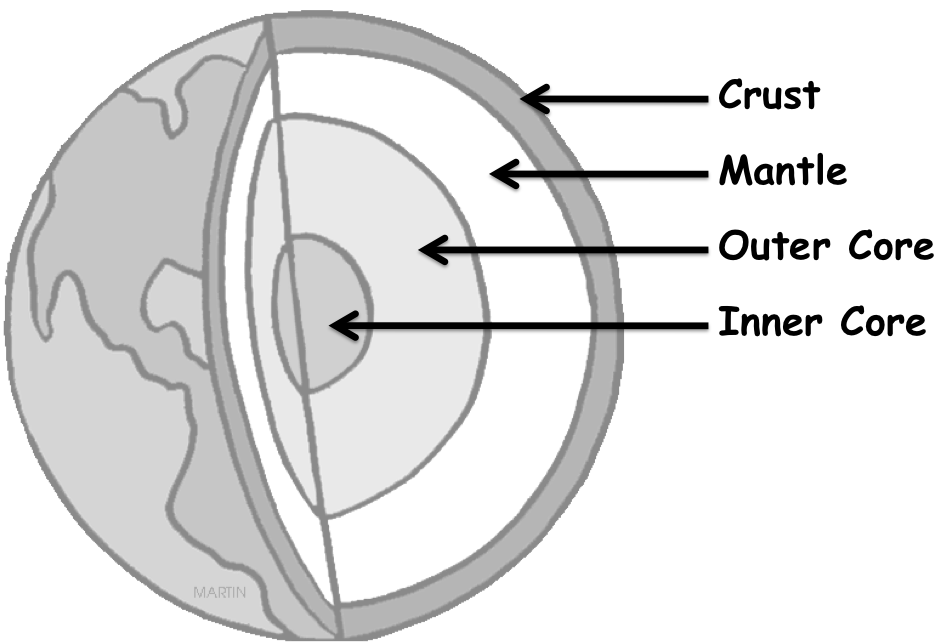 Crust
Mantle
Outer Core
Inner Core
MARTIN